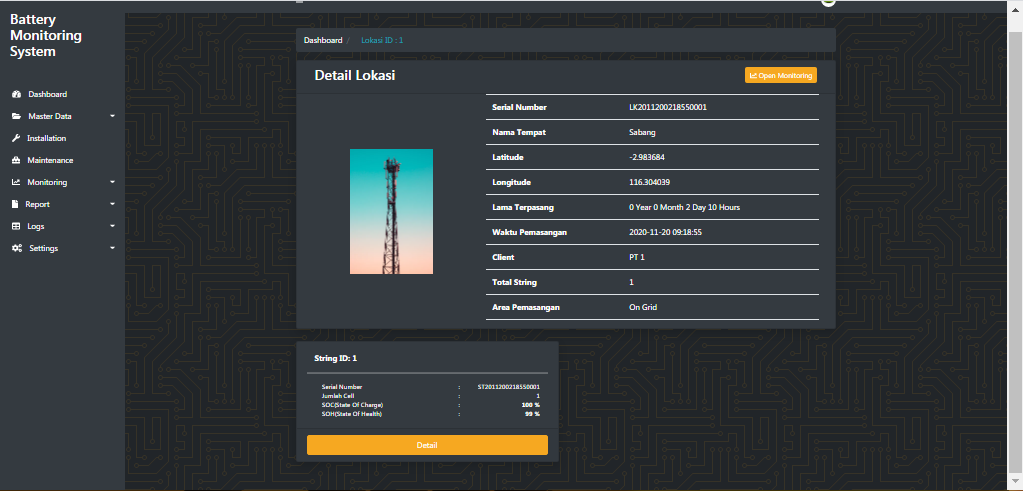 Battery
Monitoring
System
Dashboard
Master Data
Installation
Maintenance
Monitoring
Report
Logs
Settings
Dashboard / Lokasi ID : 1
Detail Lokasi
Open Monitoring
Serial Number LK2011200218550001
Nama Tempat Sabang
Latitude -2.983684
Longitude 116.304039
Lama Terpasang 0 Year 0 Month 2 Day 10 Hours
Waktu Pemasangan 2020-11-20 09:18:55
Client PT 1
Total String 1
Area Pemasangan On Grid
String ID: 1
Serial Number : ST2011200218550001
Jumlah Cell : 1
SOC(State Of Charge) : 100 %
SOH(State Of Health) : 99 %
Detail